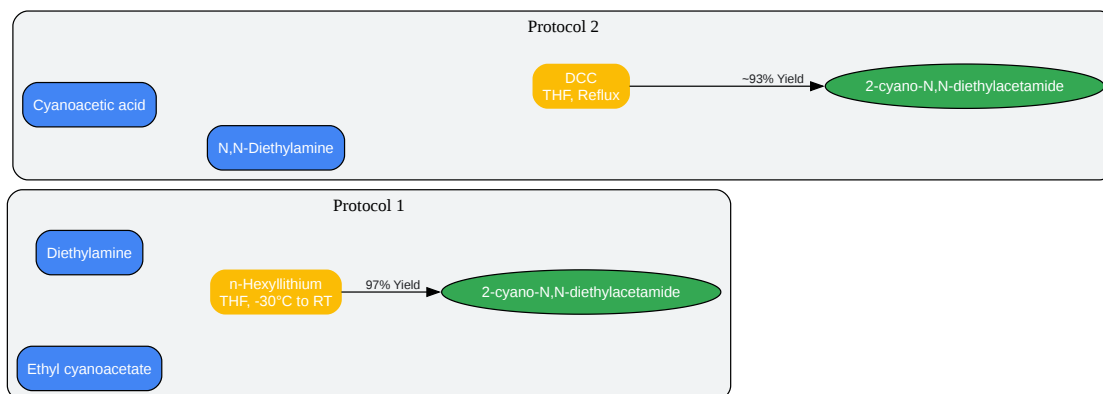 Protocol 2
Cyanoacetic acid
N,N-Diethylamine
DCC
THF, Reflux
~93% Yield
2-cyano-N,N-diethylacetamide
Protocol 1
Diethylamine
Ethyl cyanoacetate
n-Hexyllithium
THF, -30°C to RT
97% Yield
2-cyano-N,N-diethylacetamide